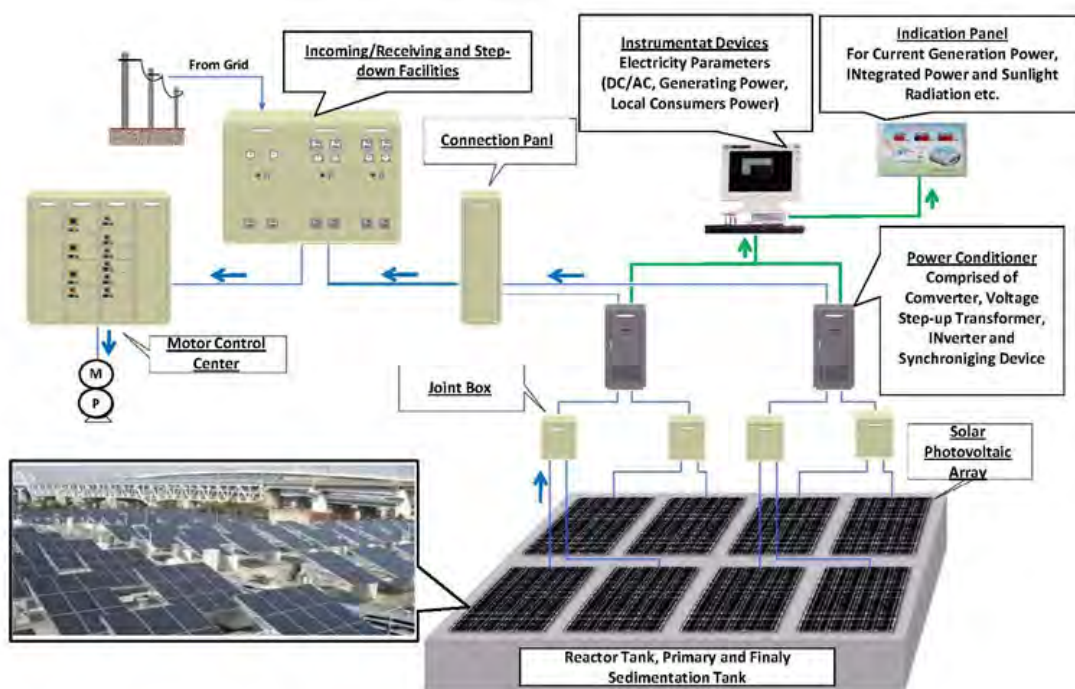 From Grid
Incoming/Receiving and Step-
down Facilities
Instrumentat Devices
Electricity Parameters
(DC/AC, Generating Power,
Local Consumers Power)
Indication Panel
For Current Generation Power,
INtegrated Power and Sunlight
Radiation etc.
Connection Panl
Power Conditioner
Comprised of
Comverter, Voltage
Step-up Transformer,
INverter and
Synchroniging Device
Motor Control
Center
M
P
Joint Box
Solar
Photovoltaic
Array
Reactor Tank, Primary and Finaly
Sedimentation Tank